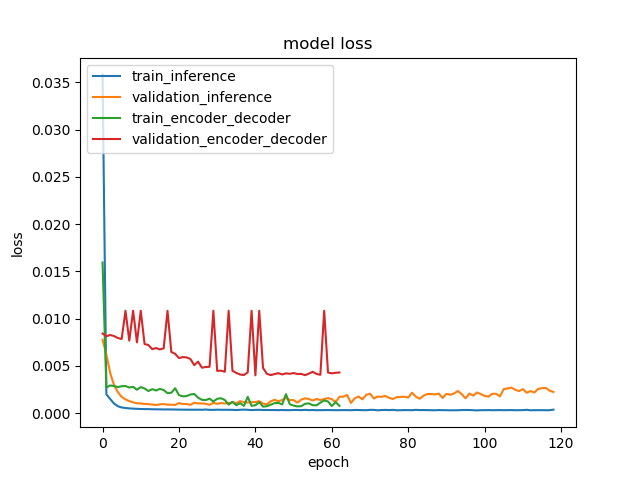 model loss
train_inference
validation_inference
train_encoder_decoder
validation_encoder_decoder
0.035
0.030
0.025
0.020
0.015
0.010
0.005
0.000
loss
0 20 40 60 80 100 120
epoch